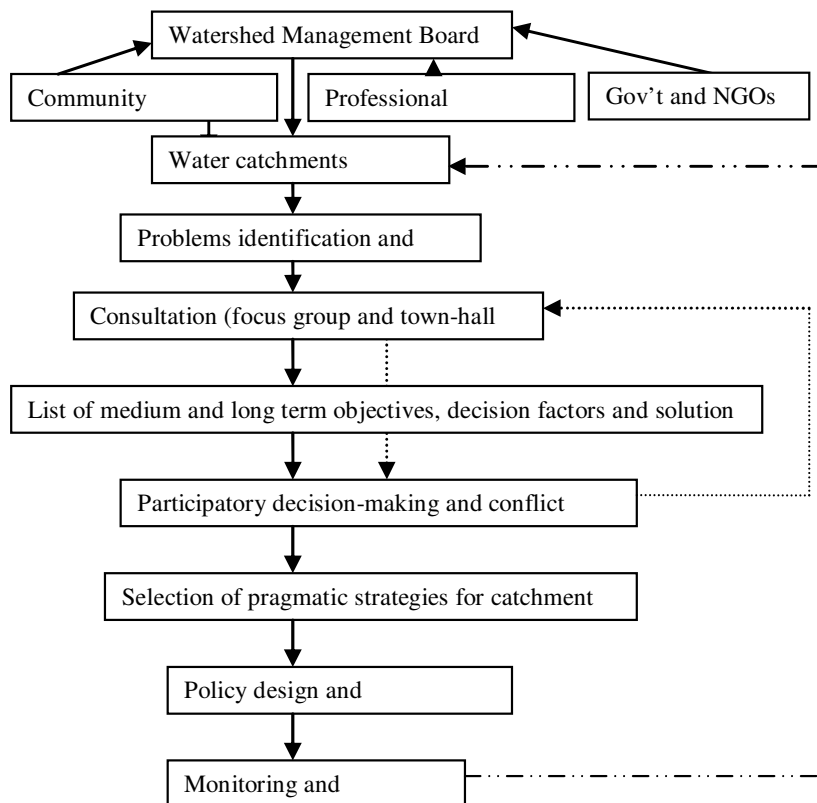 Watershed Management Board
Community
Professional
Gov't and NGOs
Water catchments
Problems identification and
Consultation (focus group and town-hall
List of medium and long term objectives, decision factors and solution
Participatory decision-making and conflict
Selection of pragmatic strategies for catchment
Policy design and
Monitoring and